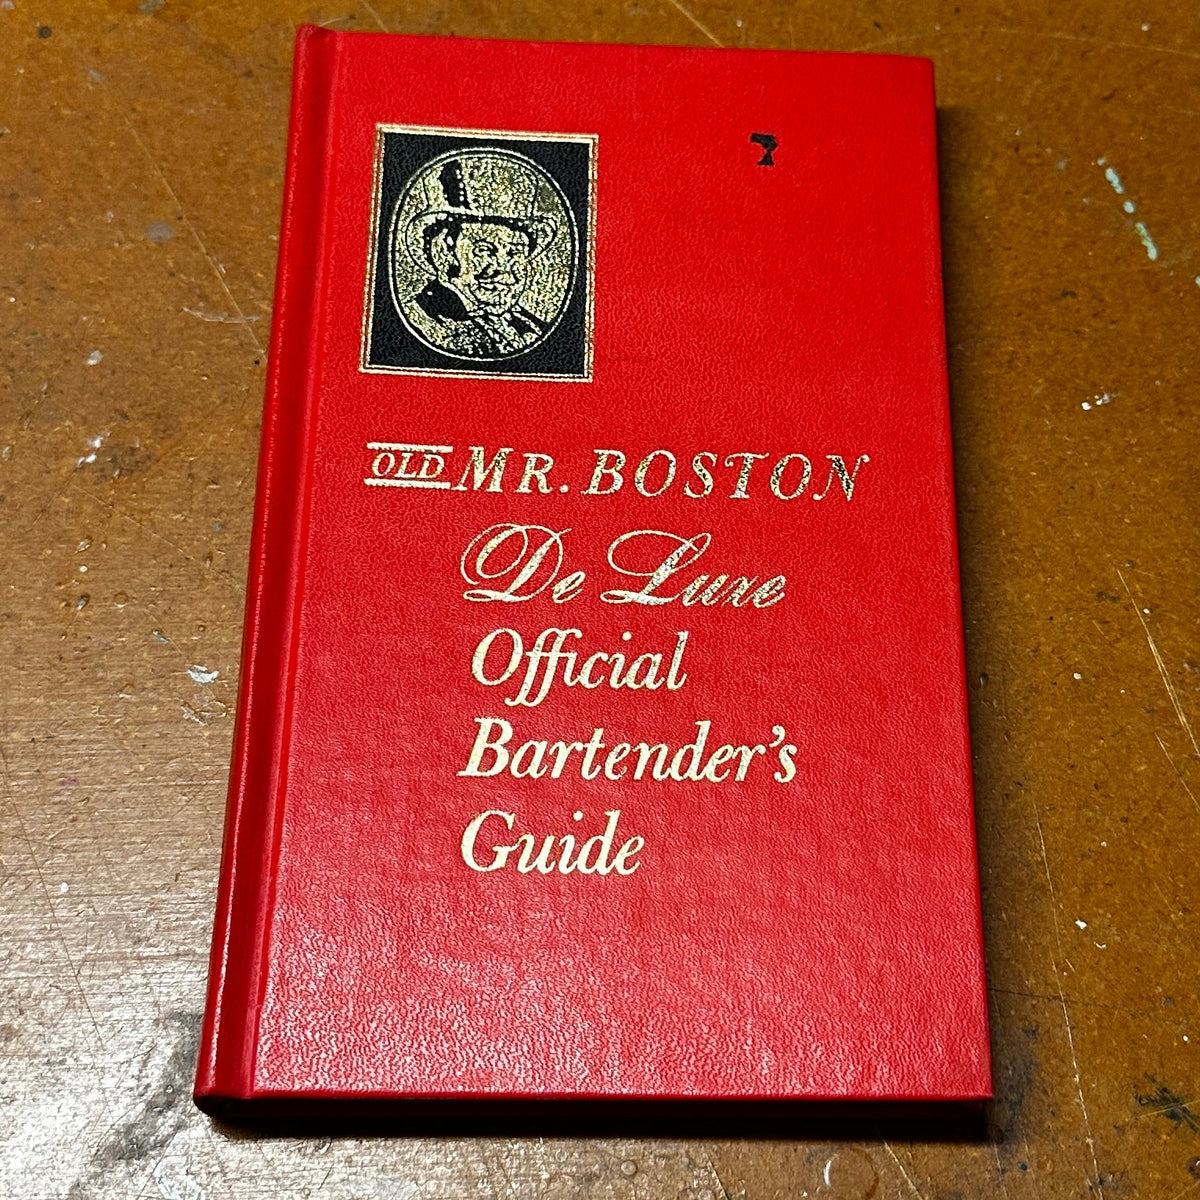 OLD MR. BOSTON
De Luxe
Official
Bartender's
Guide